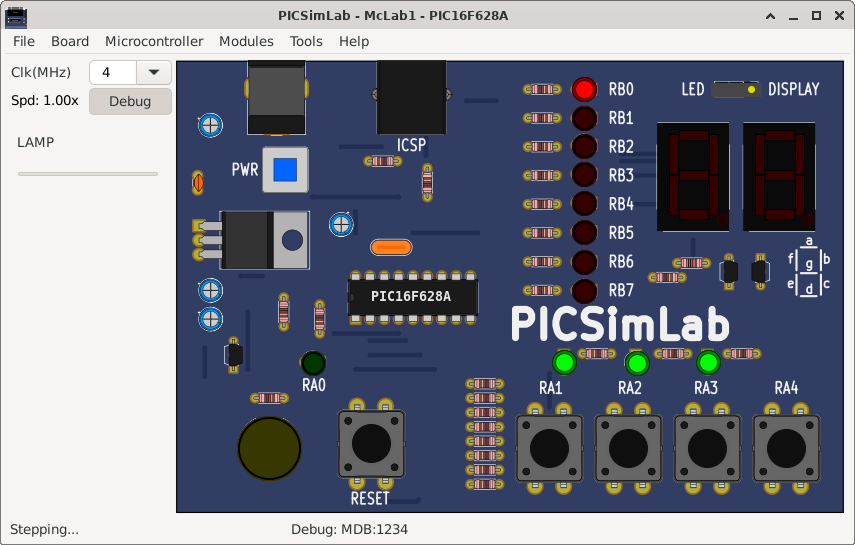 PICSimLab - McLab1 - PIC16F628A
File Board Microcontroller Modules Tools Help
Clk(MHz) 4
Spd: 1.00x Debug
LAMP
ICSP
PWR
RB0
RB1
RB2
RB3
RB4
RB5
RB6
RB7
LED DISPLAY
a
f b
g
e c
d
PIC16F628A
PICSimLab
RA0
RA1 RA2 RA3 RA4
RESET
Stepping... Debug: MDB:1234